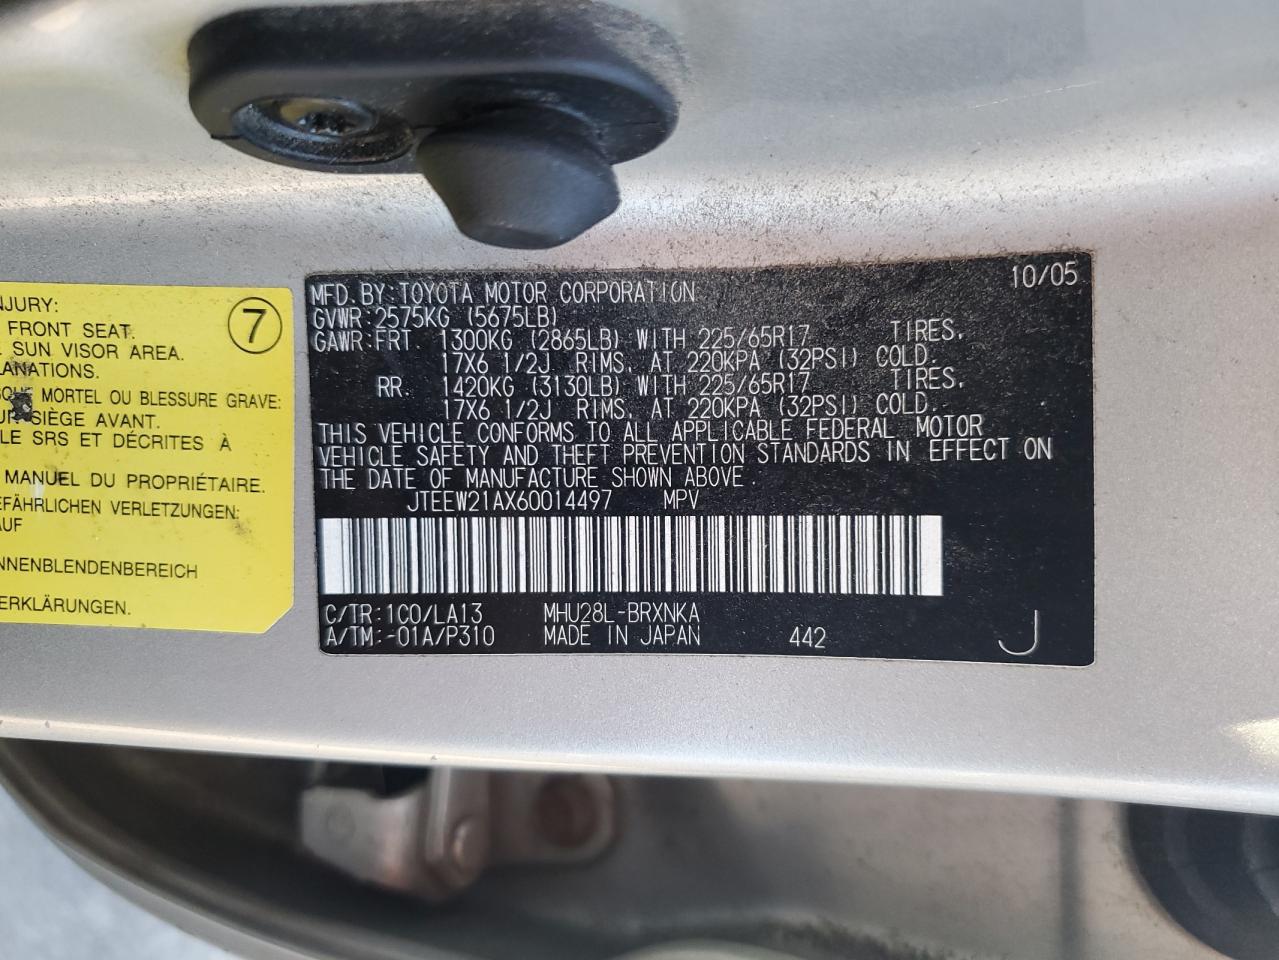 NJURY:
FRONT SEAT.
SUN VISOR AREA.
LANATIONS.
MORTEL OU BLESSURE GRAVE:
SIÈGE AVANT.
LE SRS ET DÉCRITES À
MANUEL DU PROPRIÉTAIRE.
EFÄHRLICHEN VERLETZUNGEN:
AUF
NNENBLENDENBEREICH
ERKLÄRUNGEN.
7
10/05
MFD.BY:TOYOTA MOTOR CORPORATION
GVWR:2575KG (5675LB)
GAWR:FRT. 1300KG (2865LB) WITH 225/65R17 TIRES.
17X6 1/2J RIMS. AT 220KPA (32PSI) COLD.
RR. 1420KG (3130LB) WITH 225/65R17 TIRES.
17X6 1/2J RIMS. AT 220KPA (32PSI) COLD.
THIS VEHICLE CONFORMS TO ALL APPLICABLE FEDERAL MOTOR
VEHICLE SAFETY AND THEFT PREVENTION STANDARDS IN EFFECT ON
THE DATE OF MANUFACTURE SHOWN ABOVE.
JTEEW21AX60014497 MPV
C/TR:1C0/LA13 MHU28L-BRXNKA
A/TM:-01A/P310 MADE IN JAPAN 442 J